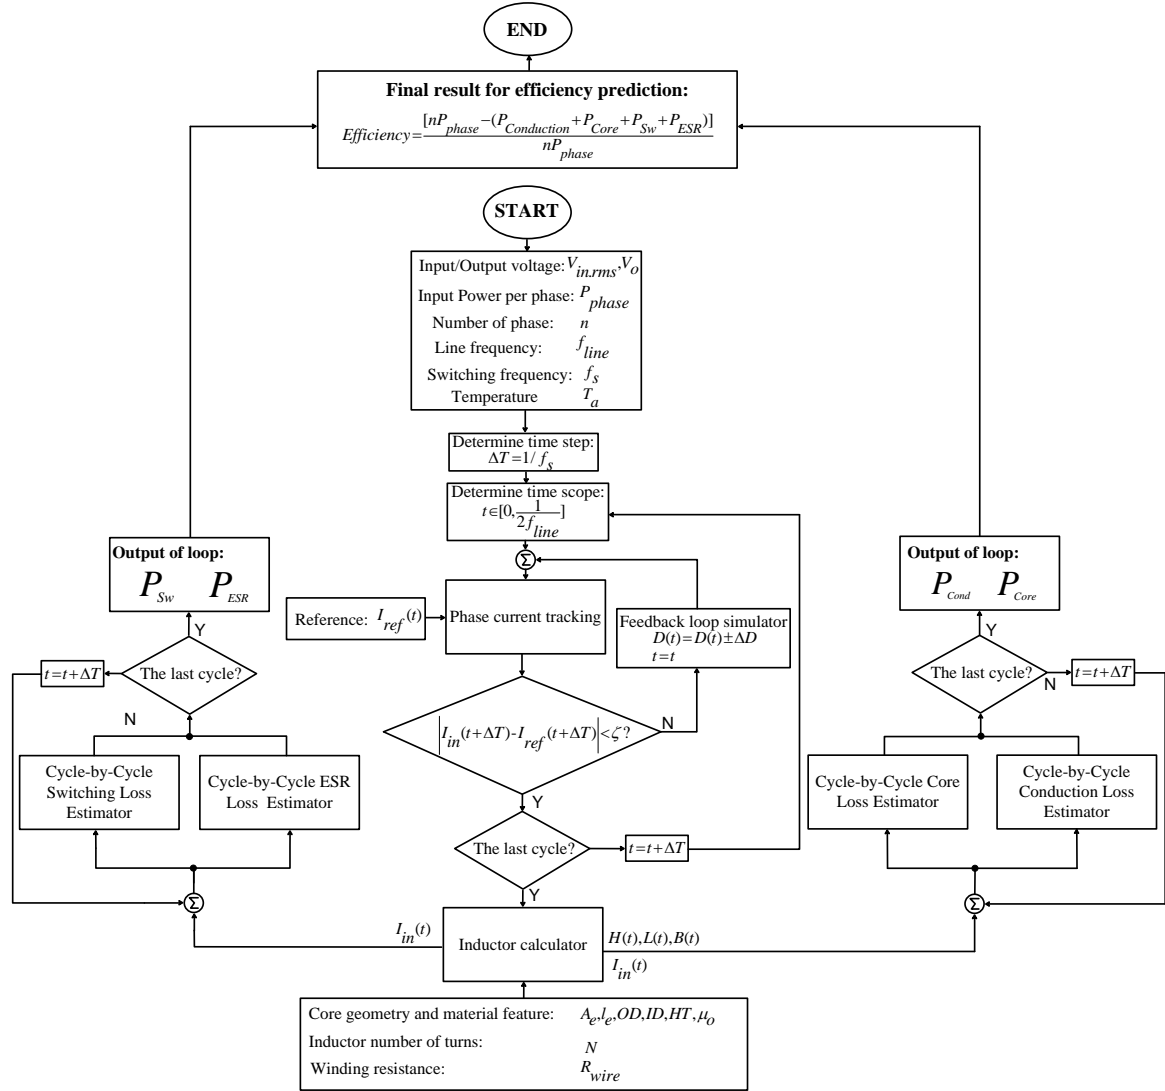 END
Final result for efficiency prediction:
Efficiency=[nP_phase-(P_Conduction+P_Core+P_Sw+P_ESR)]/nP_phase
START
Input/Output voltage: V_in.rms,V_o
Input Power per phase: P_phase
Number of phase: n
Line frequency: f_line
Switching frequency: f_s
Temperature T_a
Determine time step:
ΔT=1/f_s
Determine time scope:
t∈[0,1/2f_line]
Σ
Reference: I_ref(t)
Phase current tracking
Feedback loop simulator
D(t)=D(t)±ΔD
t=t
|I_in(t+ΔT)-I_ref(t+ΔT)|<ζ?
N
Y
The last cycle?
t=t+ΔT
Y
Inductor calculator
I_in(t)
H(t),L(t),B(t)
I_in(t)
Core geometry and material feature: A_e,l_e,OD,ID,HT,μ_o
Inductor number of turns: N
Winding resistance: R_wire
Output of loop:
P_Sw P_ESR
Y
The last cycle?
t=t+ΔT
N
Cycle-by-Cycle
Switching Loss
Estimator
Cycle-by-Cycle ESR
Loss Estimator
Σ
Output of loop:
P_Cond P_Core
Y
The last cycle?
N
t=t+ΔT
Cycle-by-Cycle Core
Loss Estimator
Cycle-by-Cycle
Conduction Loss
Estimator
Σ